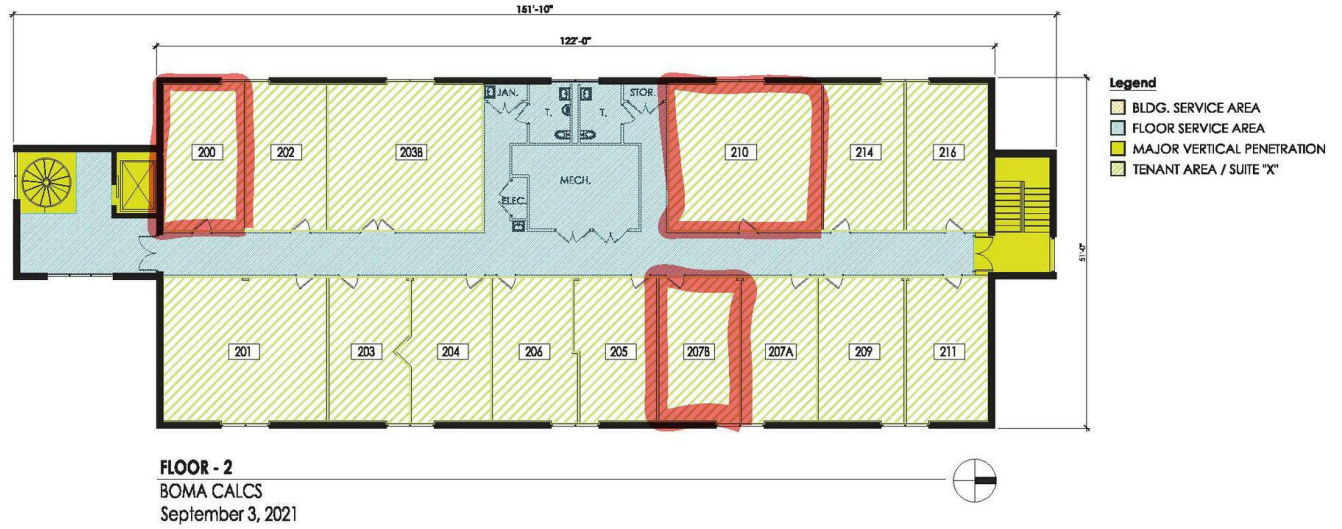 151'-10"
122'-0"
Legend
BLDG. SERVICE AREA
FLOOR SERVICE AREA
MAJOR VERTICAL PENETRATION
TENANT AREA / SUITE "X"
JAN.
T.
T.
STOR.
200
202
203B
210
214
216
MECH.
ELEC.
51'-0"
201
203
204
206
205
207B
207A
209
211
FLOOR - 2
BOMA CALCS
September 3, 2021